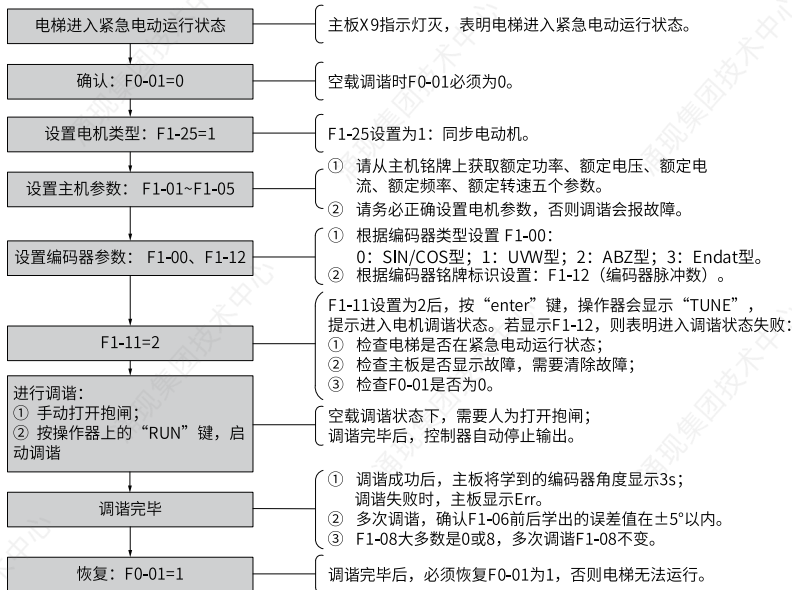 电梯进入紧急电动运行状态
主板X9指示灯灭，表明电梯进入紧急电动运行状态。
确认：F0-01=0
空载调谐时F0-01必须为0。
设置电机类型：F1-25=1
F1-25设置为1：同步电动机。
设置主机参数： F1-01~F1-05
① 请从主机铭牌上获取额定功率、额定电压、额定电
流、额定频率、额定转速五个参数。
② 请务必正确设置电机参数，否则调谐会报故障。
设置编码器参数： F1-00、F1-12
① 根据编码器类型设置 F1-00：
0：SIN/COS型；1：UVW型；2：ABZ型；3：Endat型。
② 根据编码器铭牌标识设置：F1-12（编码器脉冲数）。
F1-11=2
F1-11设置为2后，按“enter”键，操作器会显示“TUNE”，
提示进入电机调谐状态。若显示F1-12，则表明进入调谐状态失败：
① 检查电梯是否在紧急电动运行状态；
② 检查主板是否显示故障，需要清除故障；
③ 检查F0-01是否为0。
进行调谐：
① 手动打开抱闸；
② 按操作器上的“RUN”键，启
动调谐
空载调谐状态下，需要人为打开抱闸；
调谐完毕后，控制器自动停止输出。
调谐完毕
① 调谐成功后，主板将学到的编码器角度显示3s；
调谐失败时，主板显示Err。
② 多次调谐，确认F1-06前后学出的误差值在±5°以内。
③ F1-08大多数是0或8，多次调谐F1-08不变。
恢复：F0-01=1
调谐完毕后，必须恢复F0-01为1，否则电梯无法运行。